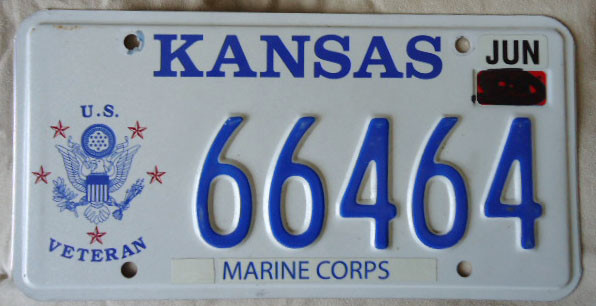 KANSAS
JUN
U.S.
VETERAN
66464
MARINE CORPS